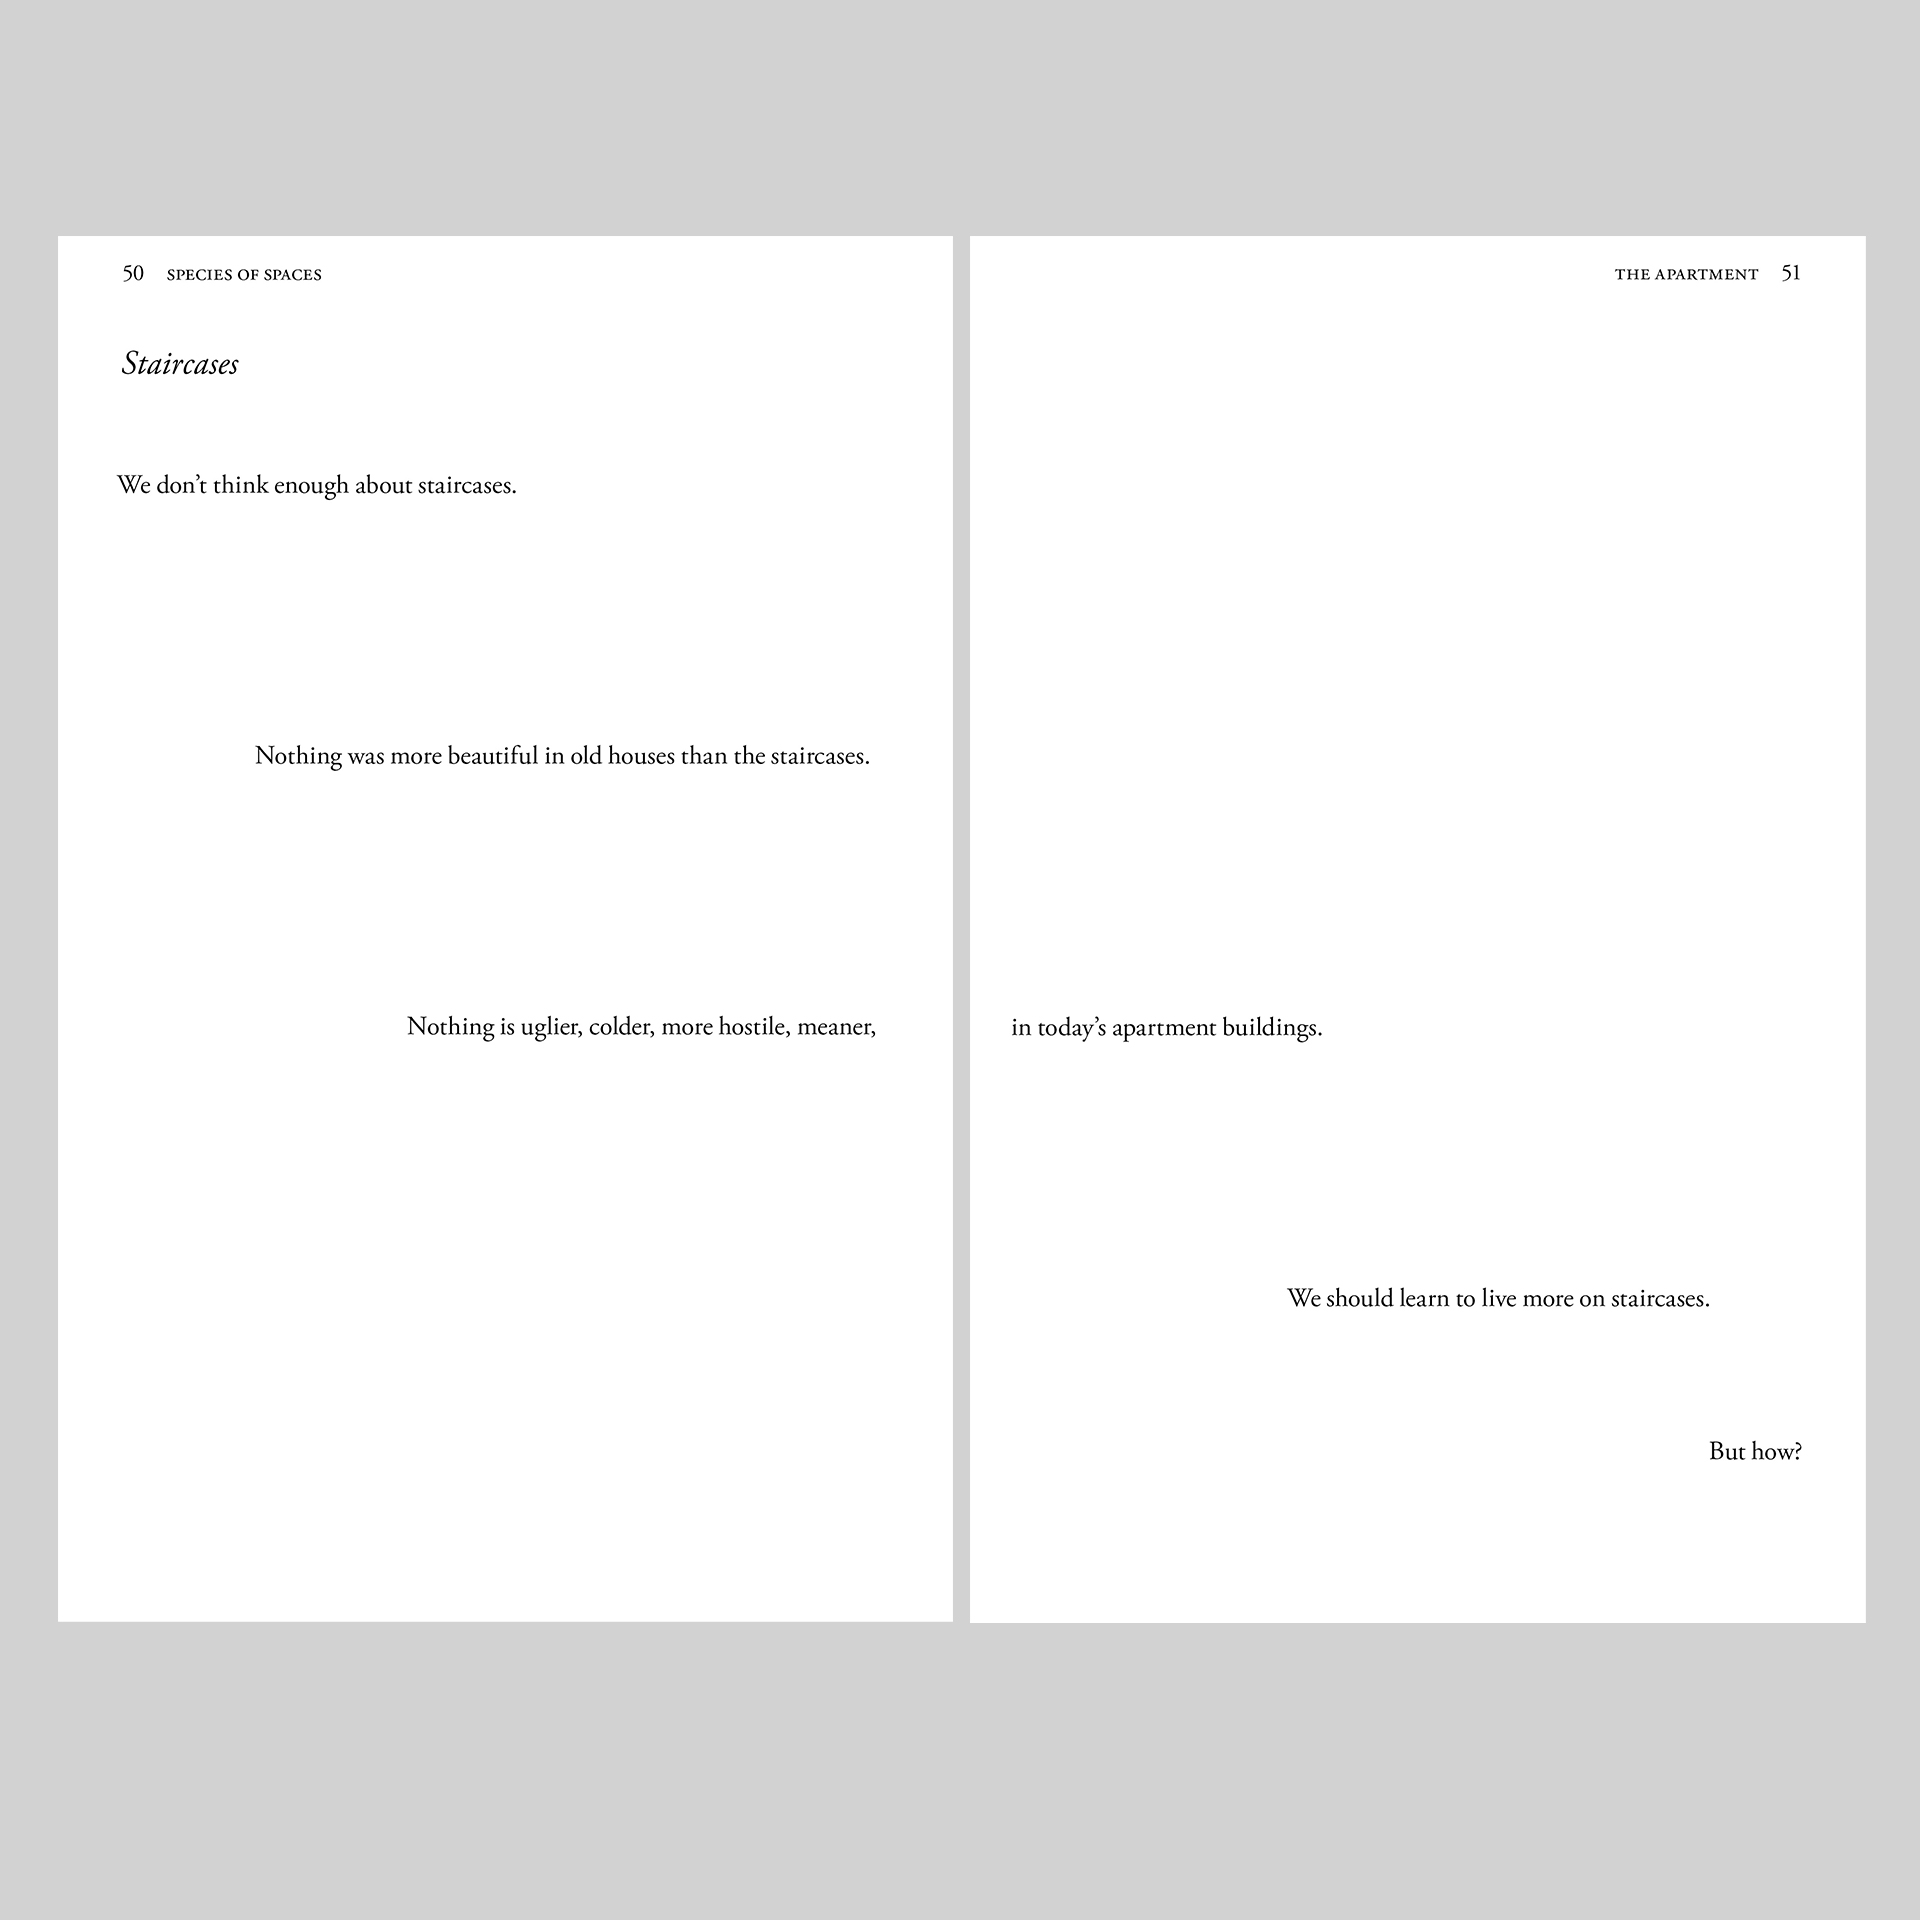 50 SPECIES OF SPACES
Staircases
We don’t think enough about staircases.
Nothing was more beautiful in old houses than the staircases.
Nothing is uglier, colder, more hostile, meaner,
THE APARTMENT 51
in today’s apartment buildings.
We should learn to live more on staircases.
But how?